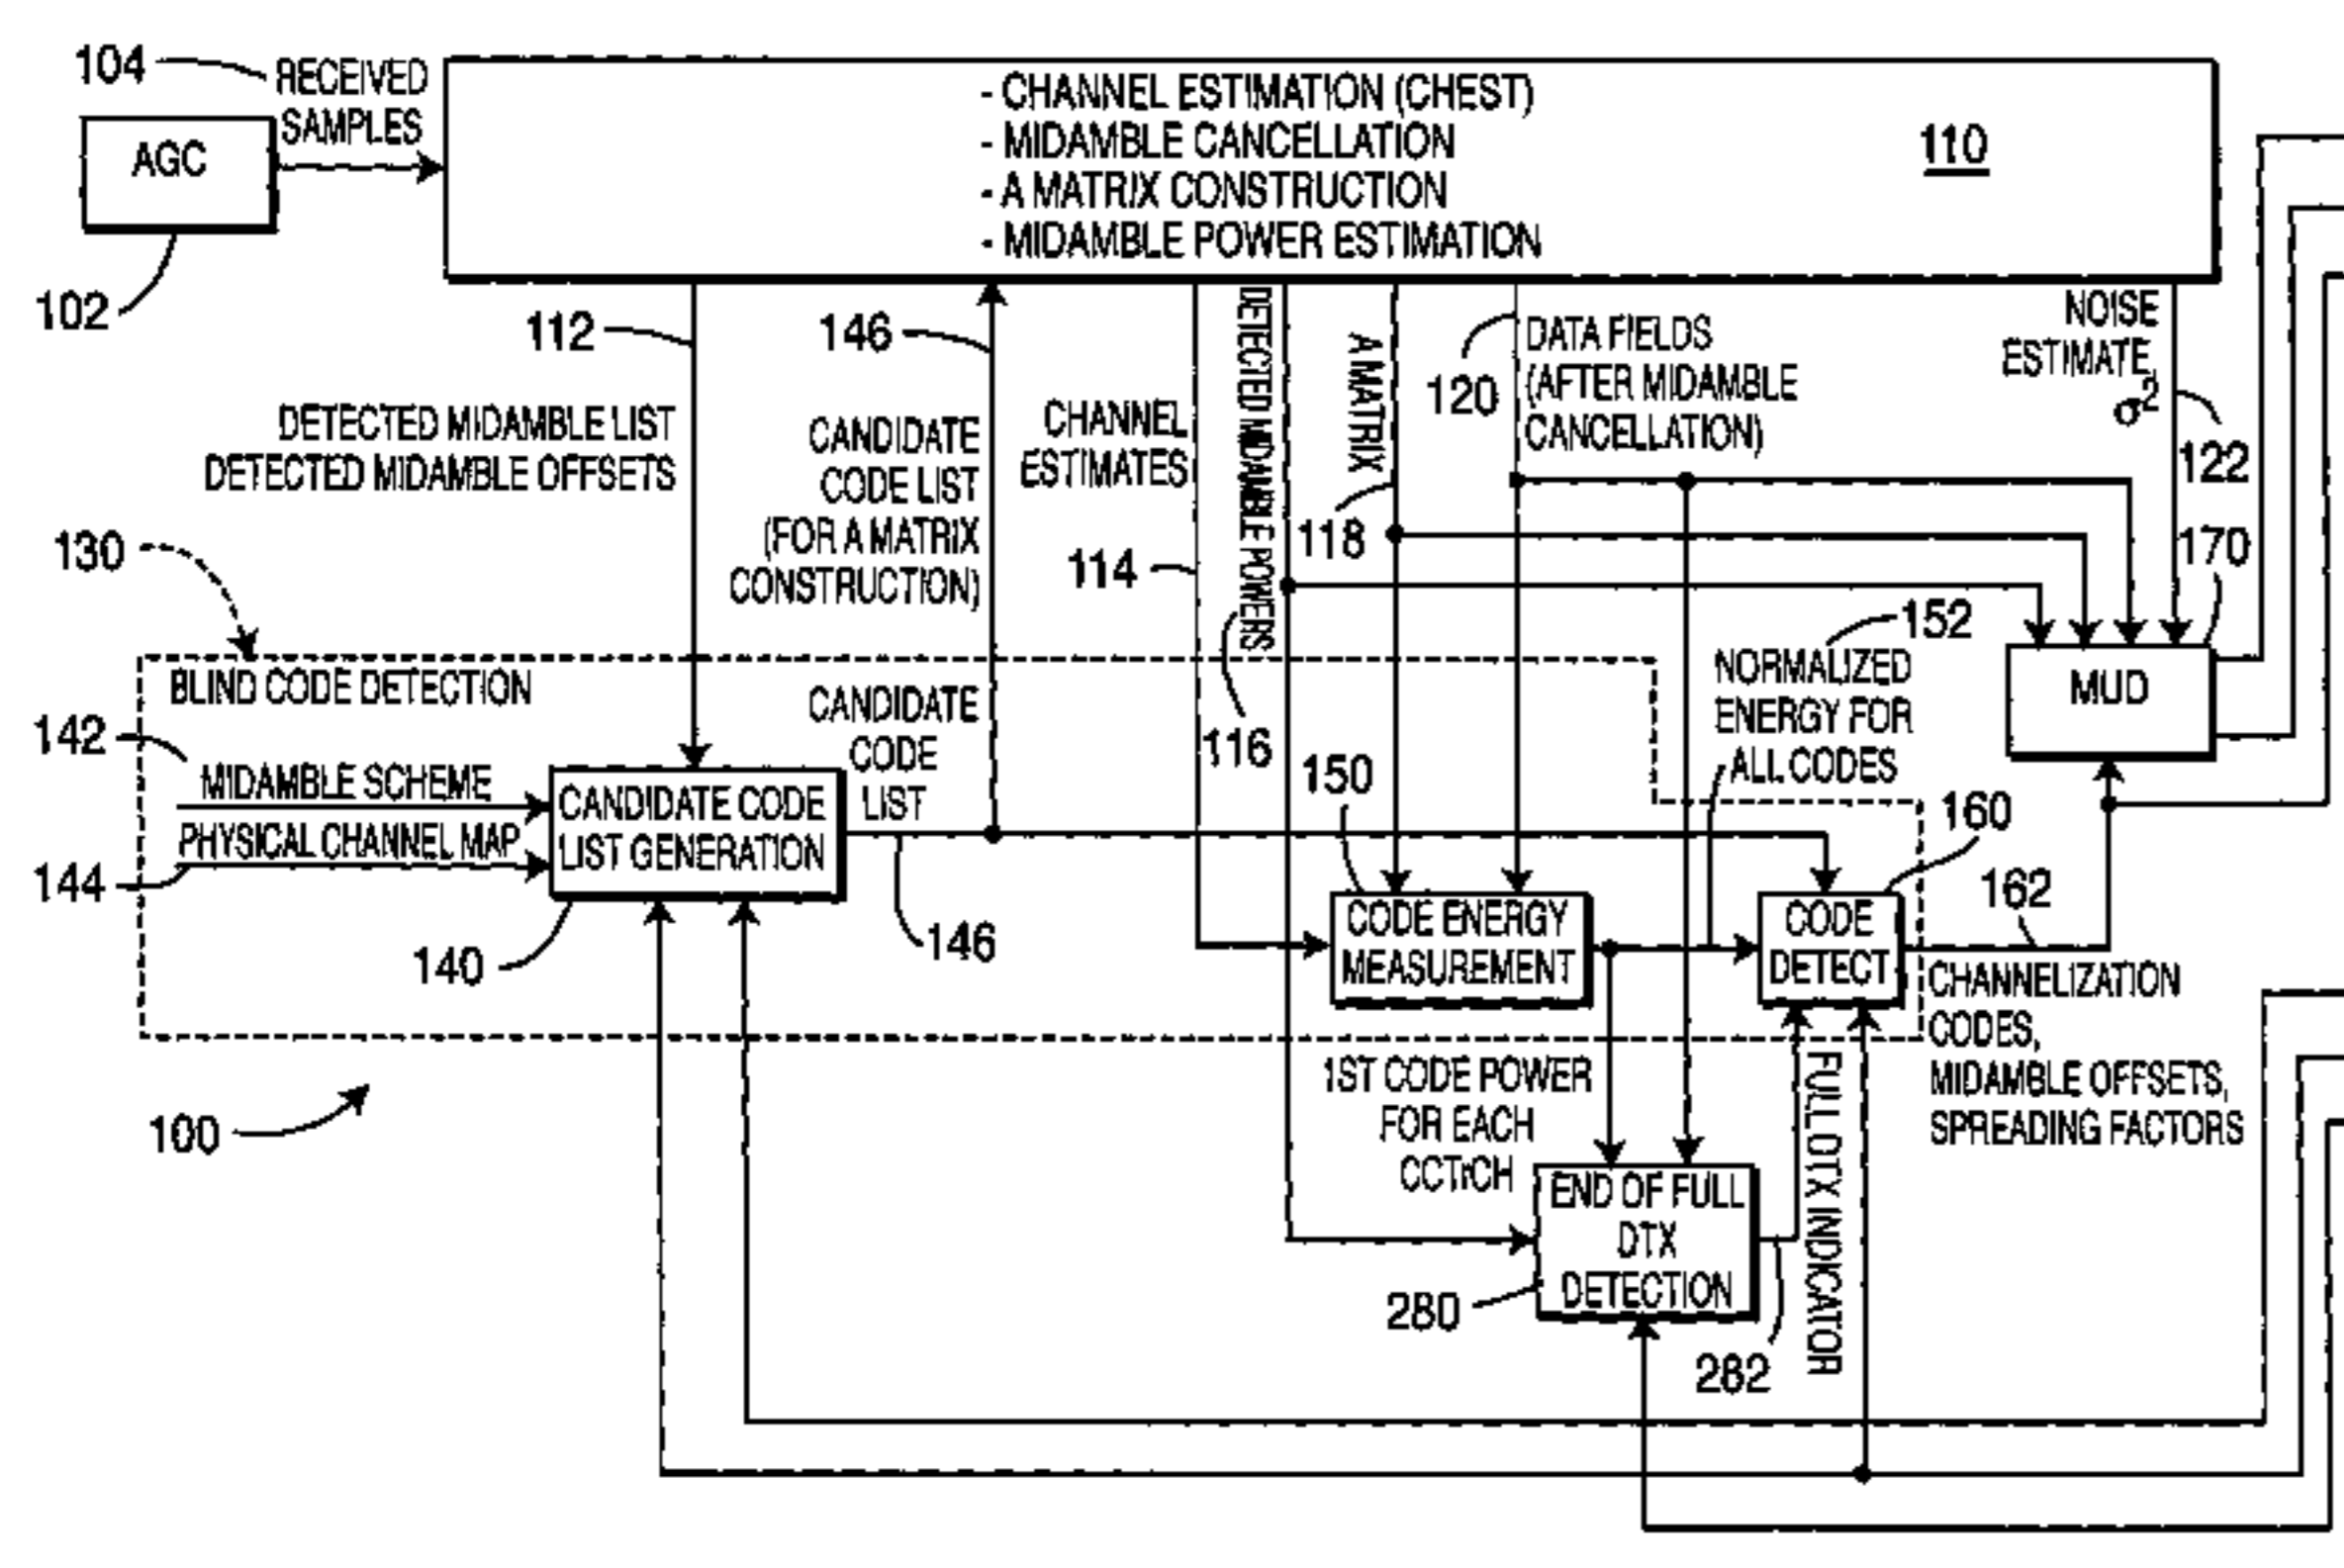 104
RECEIVED
SAMPLES
AGC
102
- CHANNEL ESTIMATION (CHEST)
- MIDAMBLE CANCELLATION
- A MATRIX CONSTRUCTION
- MIDAMBLE POWER ESTIMATION
110
112
DETECTED MIDAMBLE LIST
DETECTED MIDAMBLE OFFSETS
146
CANDIDATE
CODE LIST
(FOR A MATRIX
CONSTRUCTION)
CHANNEL
ESTIMATES
114
DETECTED MIDAMBLE POWERS
116
A MATRIX
118
120
DATA FIELDS
(AFTER MIDAMBLE
CANCELLATION)
NOISE
ESTIMATE,
σ²
122
170
MUD
130
BLIND CODE DETECTION
142
MIDAMBLE SCHEME
PHYSICAL CHANNEL MAP
144
CANDIDATE CODE
LIST GENERATION
140
CANDIDATE
CODE
LIST
146
150
CODE ENERGY
MEASUREMENT
152
NORMALIZED
ENERGY FOR
ALL CODES
160
CODE
DETECT
162
CHANNELIZATION
CODES,
MIDAMBLE OFFSETS,
SPREADING FACTORS
100
1ST CODE POWER
FOR EACH
CCTrCH
END OF FULL
DTX
DETECTION
280
282
FULL DTX INDICATOR